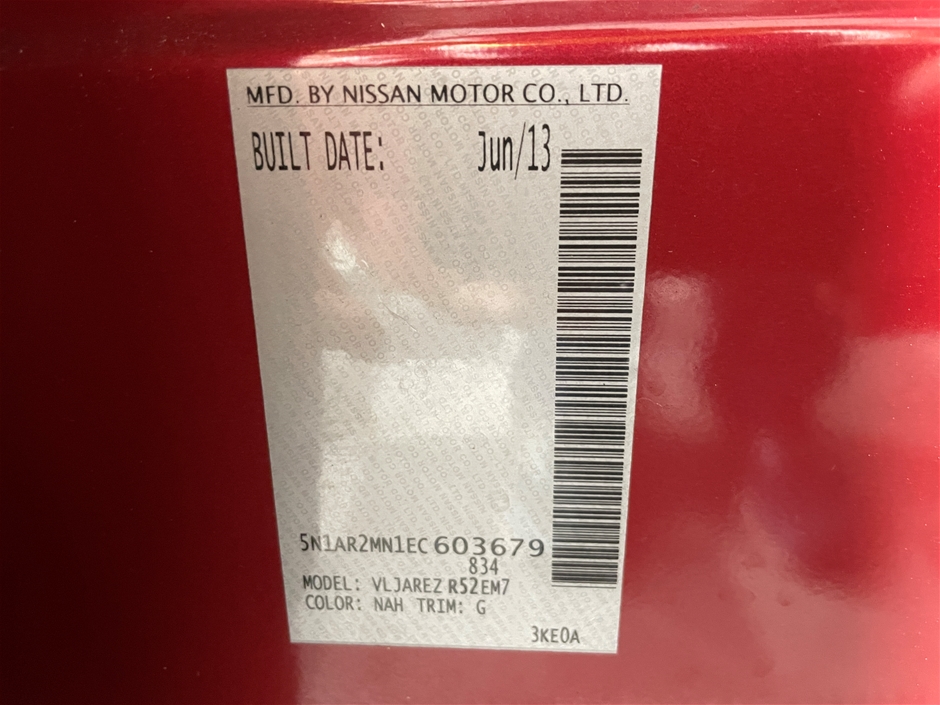 MFD. BY NISSAN MOTOR CO., LTD.
BUILT DATE: Jun/13
5N1AR2MN1EC603679
834
MODEL: VLJAREZ R52EM7
COLOR: NAH TRIM: G
3KE0A